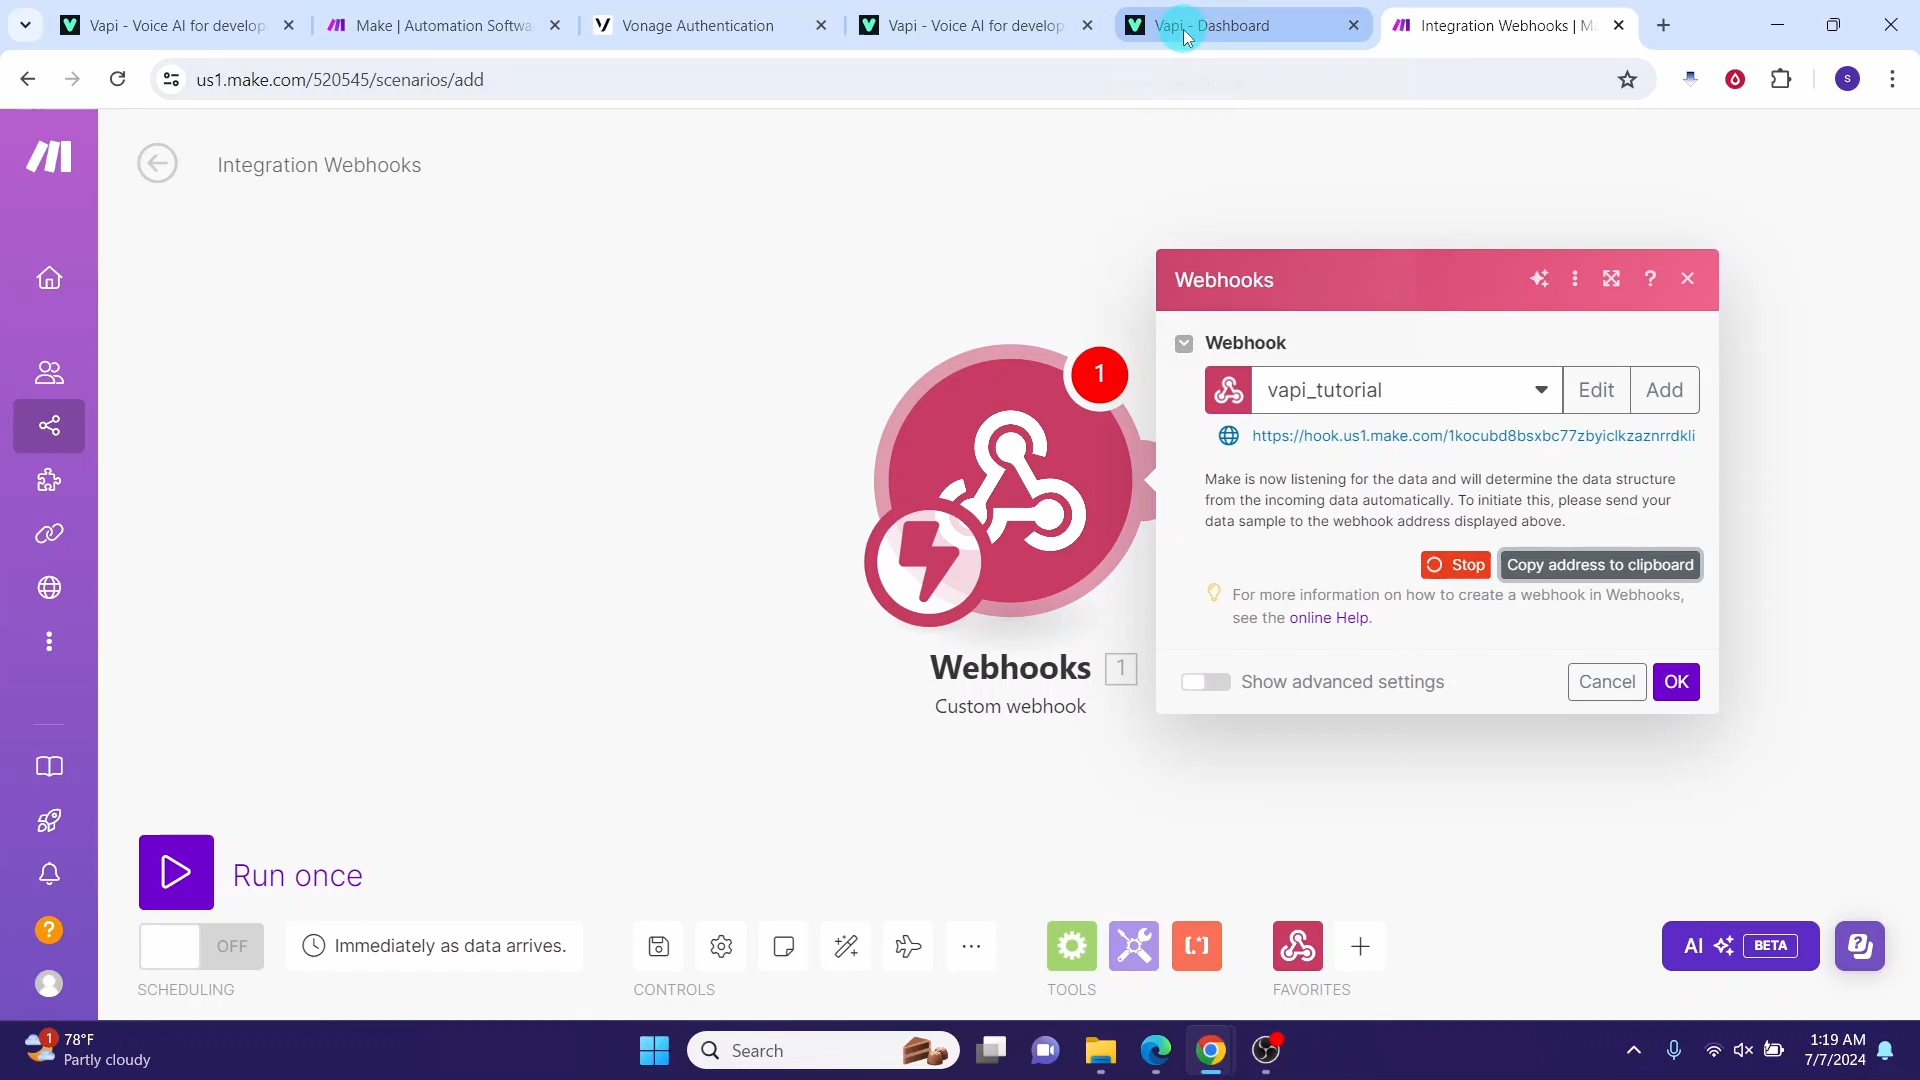 Vapi - Voice AI for develop
Make | Automation Softwa
Vonage Authentication
Vapi - Voice AI for develop
Vapi - Dashboard
Integration Webhooks | M
us1.make.com/520545/scenarios/add
S
Integration Webhooks
Webhooks
?
Webhook
vapi_tutorial
Edit
Add
https://hook.us1.make.com/1kocubd8bsxbc77zbyiclkzaznrrdkli
Make is now listening for the data and will determine the data structure
from the incoming data automatically. To initiate this, please send your
data sample to the webhook address displayed above.
Stop
Copy address to clipboard
For more information on how to create a webhook in Webhooks,
see the online Help.
Show advanced settings
Cancel
OK
1
Webhooks
1
Custom webhook
Run once
OFF
Immediately as data arrives.
[.*]
AI
BETA
SCHEDULING
CONTROLS
TOOLS
FAVORITES
?
1
78°F
Partly cloudy
Search
1:19 AM
7/7/2024